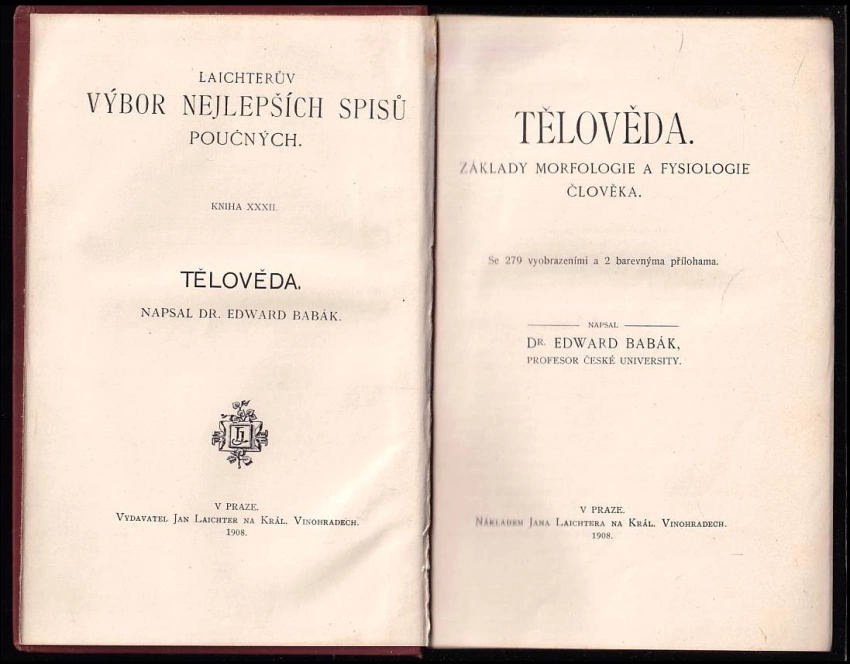 LAICHTERŮV
VÝBOR NEJLEPŠÍCH SPISŮ
POUČNÝCH.
KNIHA XXXII.
TĚLOVĚDA.
NAPSAL DR. EDWARD BABÁK.
V PRAZE.
VYDAVATEL JAN LAICHTER NA KRÁL. VINOHRADECH.
1908.
TĚLOVĚDA.
ZÁKLADY MORFOLOGIE A FYSIOLOGIE
ČLOVĚKA.
Se 279 vyobrazeními a 2 barevnýma přílohama.
NAPSAL
DR. EDWARD BABÁK,
PROFESOR ČESKÉ UNIVERSITY.
V PRAZE.
NÁKLADEM JANA LAICHTERA NA KRÁL. VINOHRADECH.
1908.